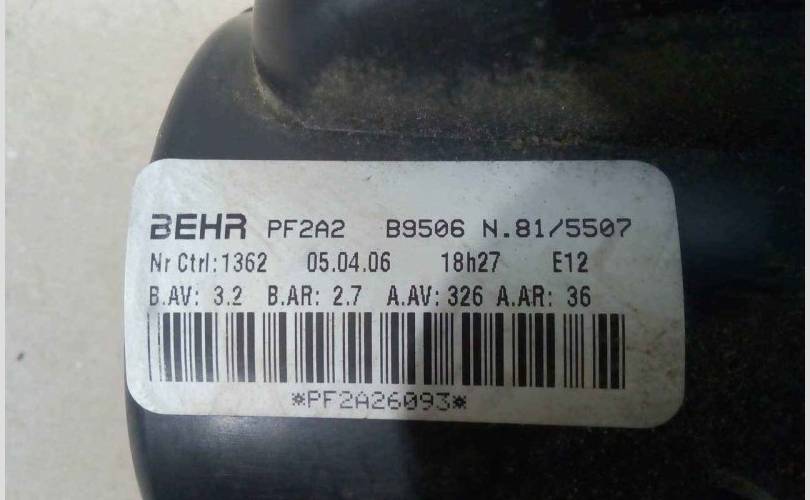 BEHR PF2A2 B9506 N.81/5507
Nr Ctrl:1362 05.04.06 18h27 E12
B.AV: 3.2 B.AR: 2.7 A.AV:326 A.AR: 36
*PF2A26093*